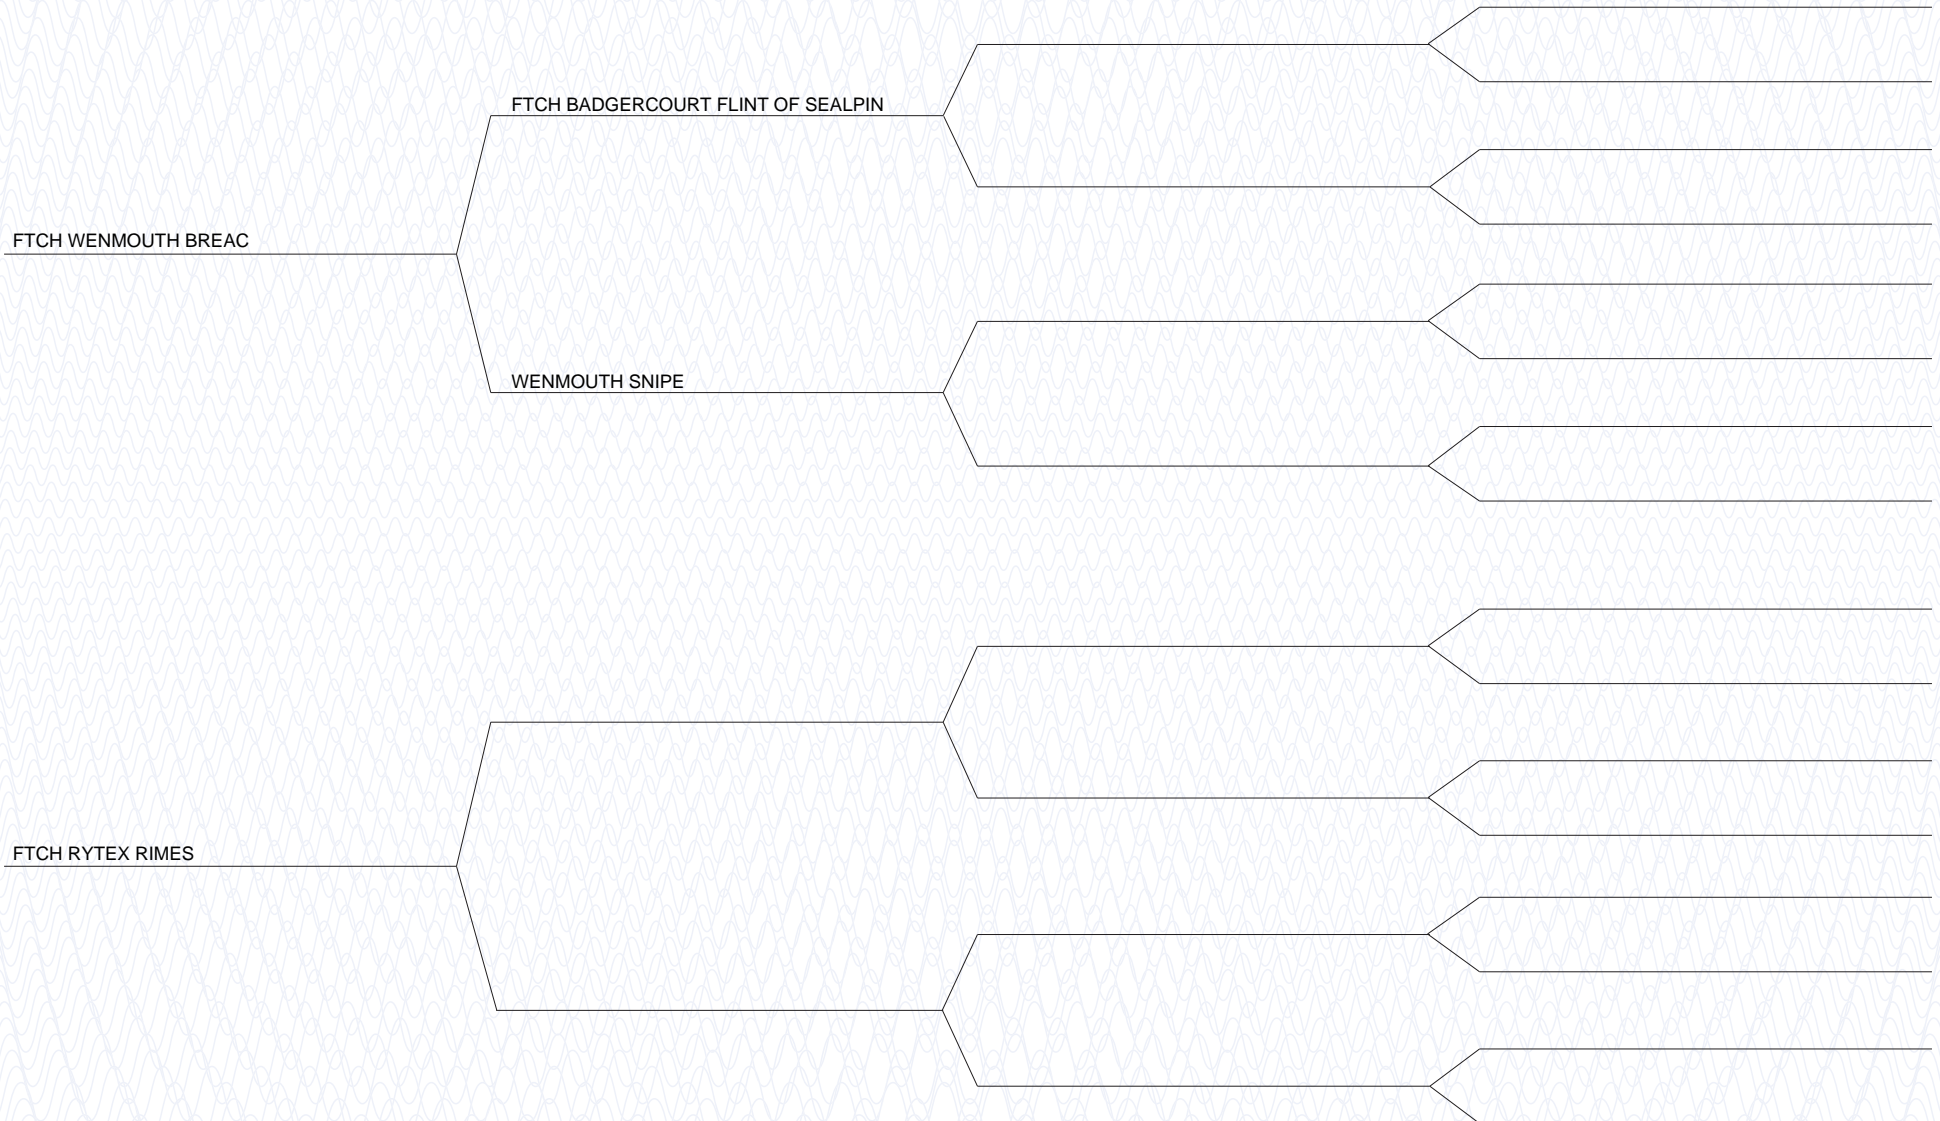 FTCH BADGERCOURT FLINT OF SEALPIN
FTCH WENMOUTH BREAC
WENMOUTH SNIPE
FTCH RYTEX RIMES